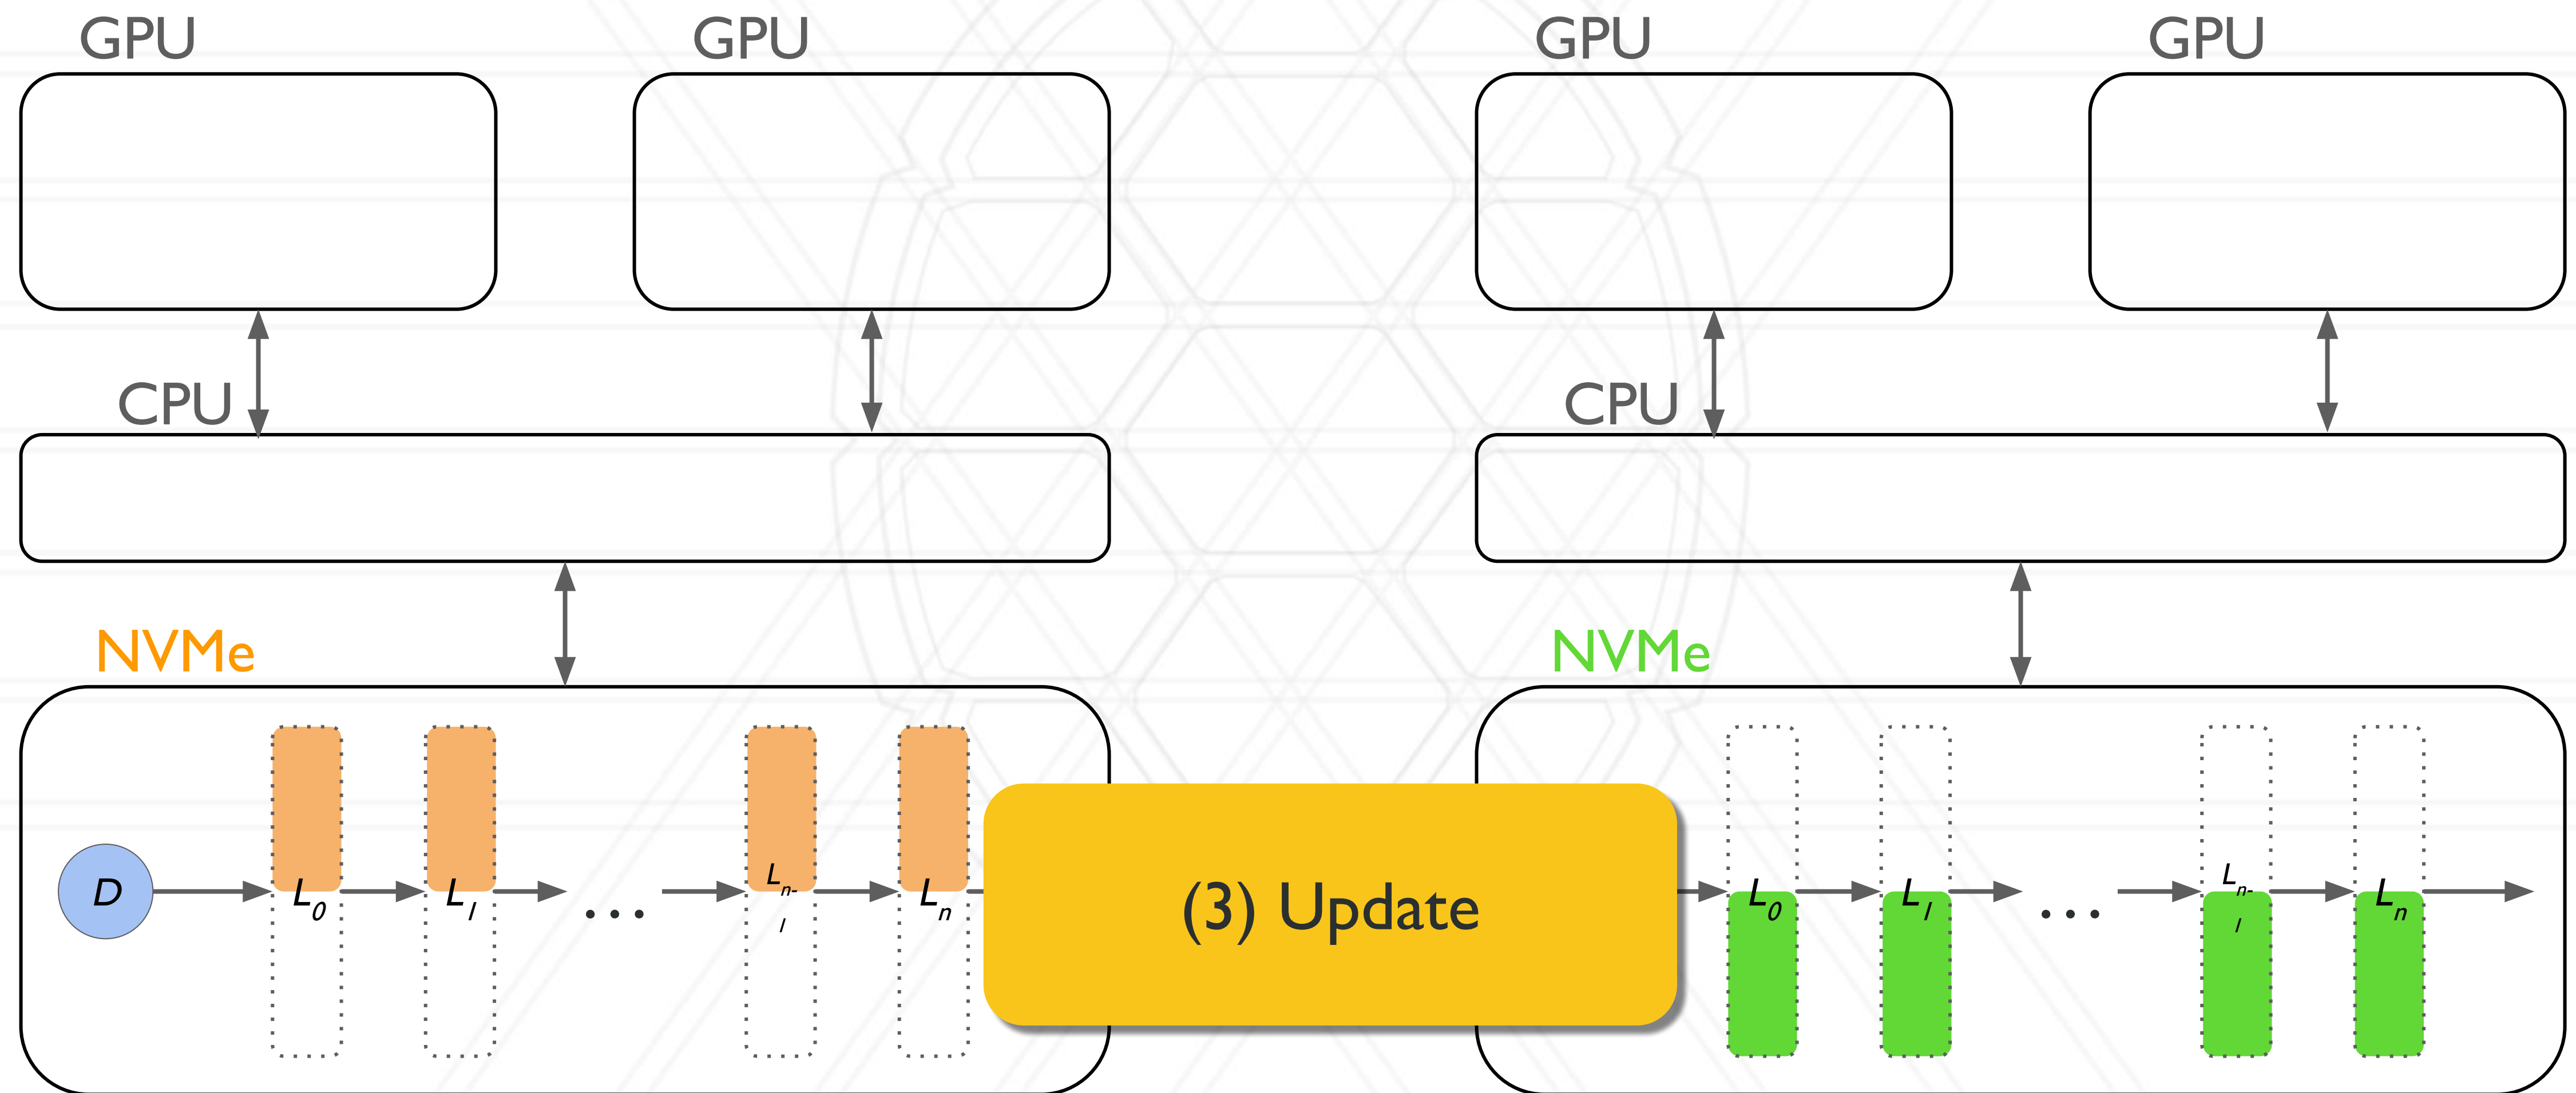 GPU GPU GPU GPU
CPU CPU
NVMe NVMe
D L0 L1 ... Ln-1 Ln (3) Update L0 L1 ... Ln-1 Ln